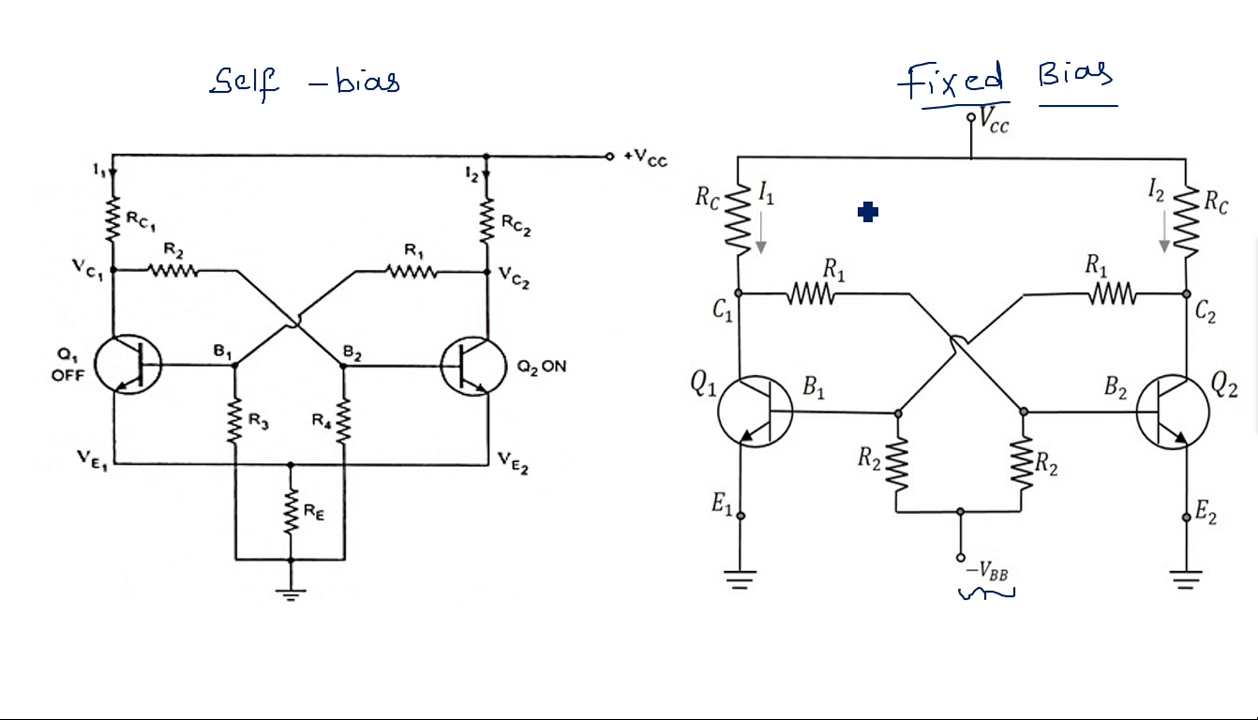 Self - bias
+VCC
I1
I2
RC1
RC2
R2
R1
VC1
VC2
Q1
OFF
B1
B2
Q2 ON
R3
R4
VE1
VE2
RE
Fixed Bias
VCC
RC
I1
I2
RC
R1
R1
C1
C2
Q1
B1
B2
Q2
R2
R2
E1
E2
−VBB